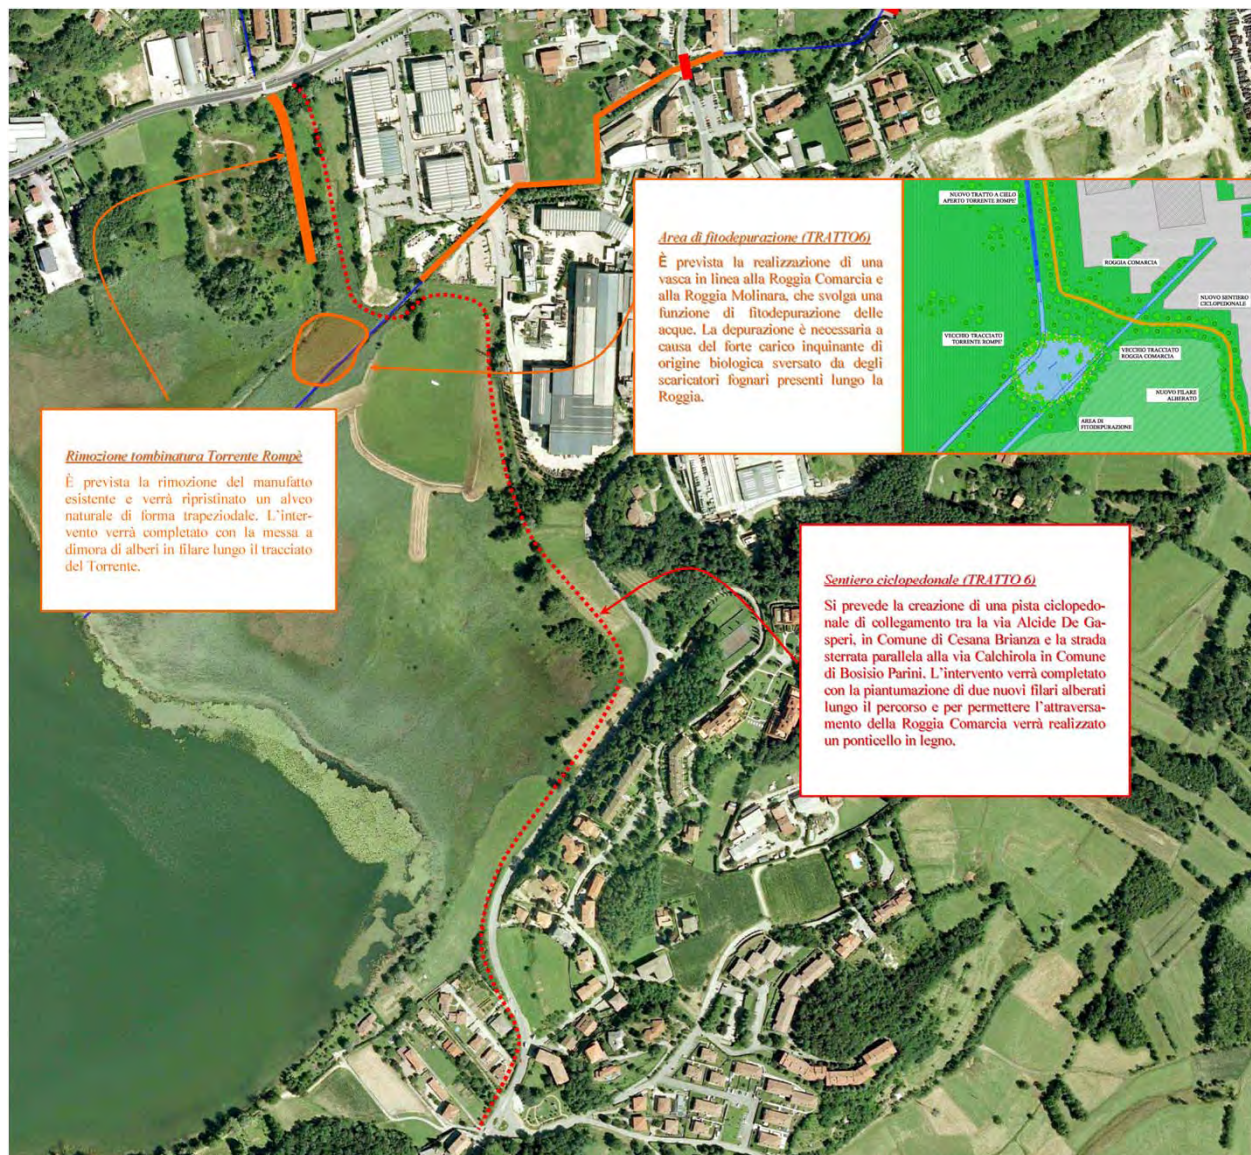 Area di fitodepurazione (TRATTO6)
È prevista la realizzazione di una
vasca in linea alla Roggia Comarcia e
alla Roggia Molinara, che svolga una
funzione di fitodepurazione delle
acque. La depurazione è necessaria a
causa del forte carico inquinante di
origine biologica sversato da degli
scaricatori fognari presenti lungo la
Roggia.
NUOVO TRATTO A CIELO
APERTO TORRENTE ROMPE'
ROGGIA COMARCIA
NUOVO SENTIERO
CICLOPEDONALE
VECCHIO TRACCIATO
TORRENTE ROMPE'
VECCHIO TRACCIATO
ROGGIA COMARCIA
NUOVO FILARE
ALBERATO
AREA DI
FITODEPURAZIONE
Rimozione tombinatura Torrente Rompè
È prevista la rimozione del manufatto
esistente e verrà ripristinato un alveo
naturale di forma trapeziodale. L'inter-
vento verrà completato con la messa a
dimora di alberi in filare lungo il tracciato
del Torrente.
Sentiero ciclopedonale (TRATTO 6)
Si prevede la creazione di una pista ciclopedo-
nale di collegamento tra la via Alcide De Ga-
speri, in Comune di Cesana Brianza e la strada
sterrata parallela alla via Calchirola in Comune
di Bosisio Parini. L'intervento verrà completato
con la piantumazione di due nuovi filari alberati
lungo il percorso e per permettere l'attraversa-
mento della Roggia Comarcia verrà realizzato
un ponticello in legno.